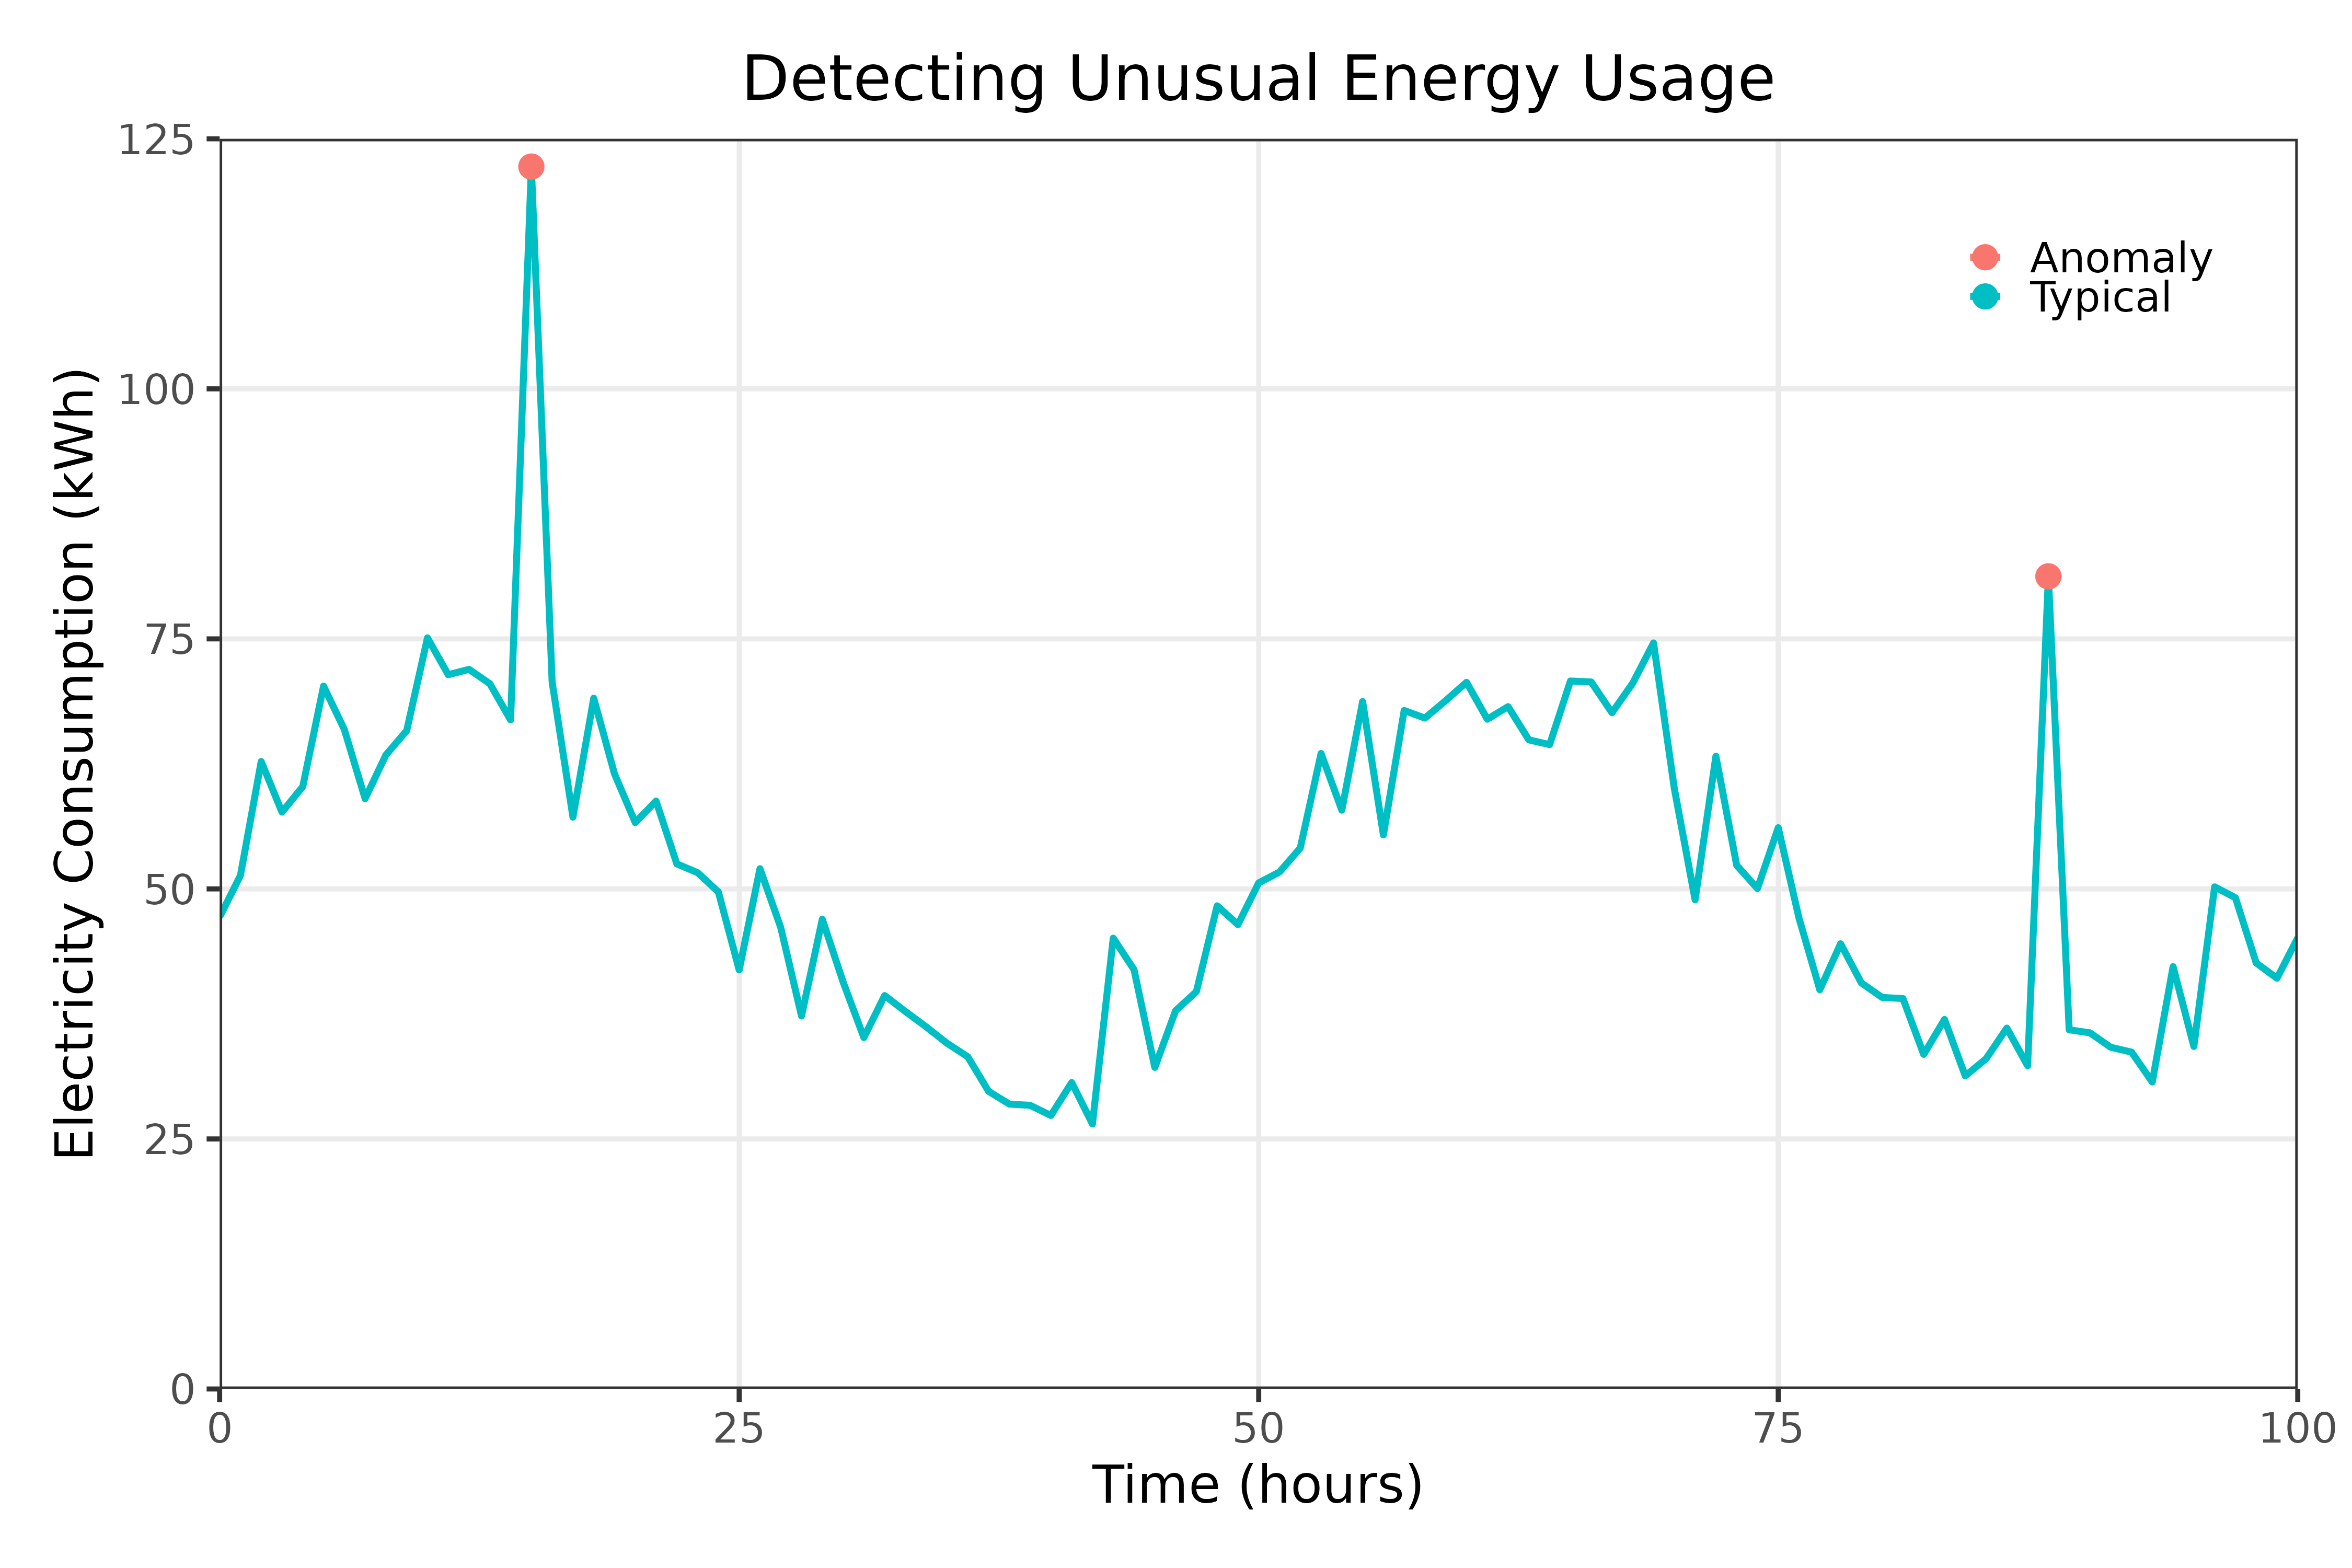 Detecting Unusual Energy Usage
Electricity Consumption (kWh)
125
100
75
50
25
0
Anomaly
Typical
0
25
50
75
100
Time (hours)